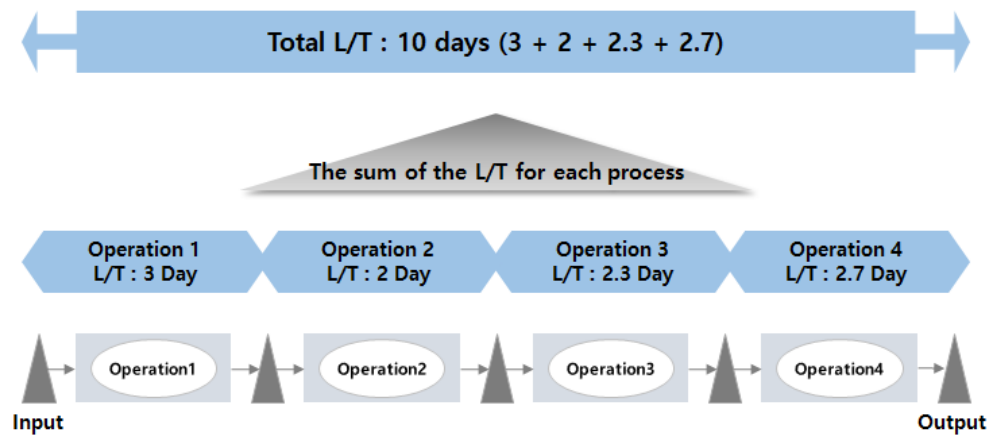 Total L/T : 10 days (3 + 2 + 2.3 + 2.7)
The sum of the L/T for each process
Operation 1
L/T : 3 Day
Operation 2
L/T : 2 Day
Operation 3
L/T : 2.3 Day
Operation 4
L/T : 2.7 Day
Operation1
Operation2
Operation3
Operation4
Input
Output